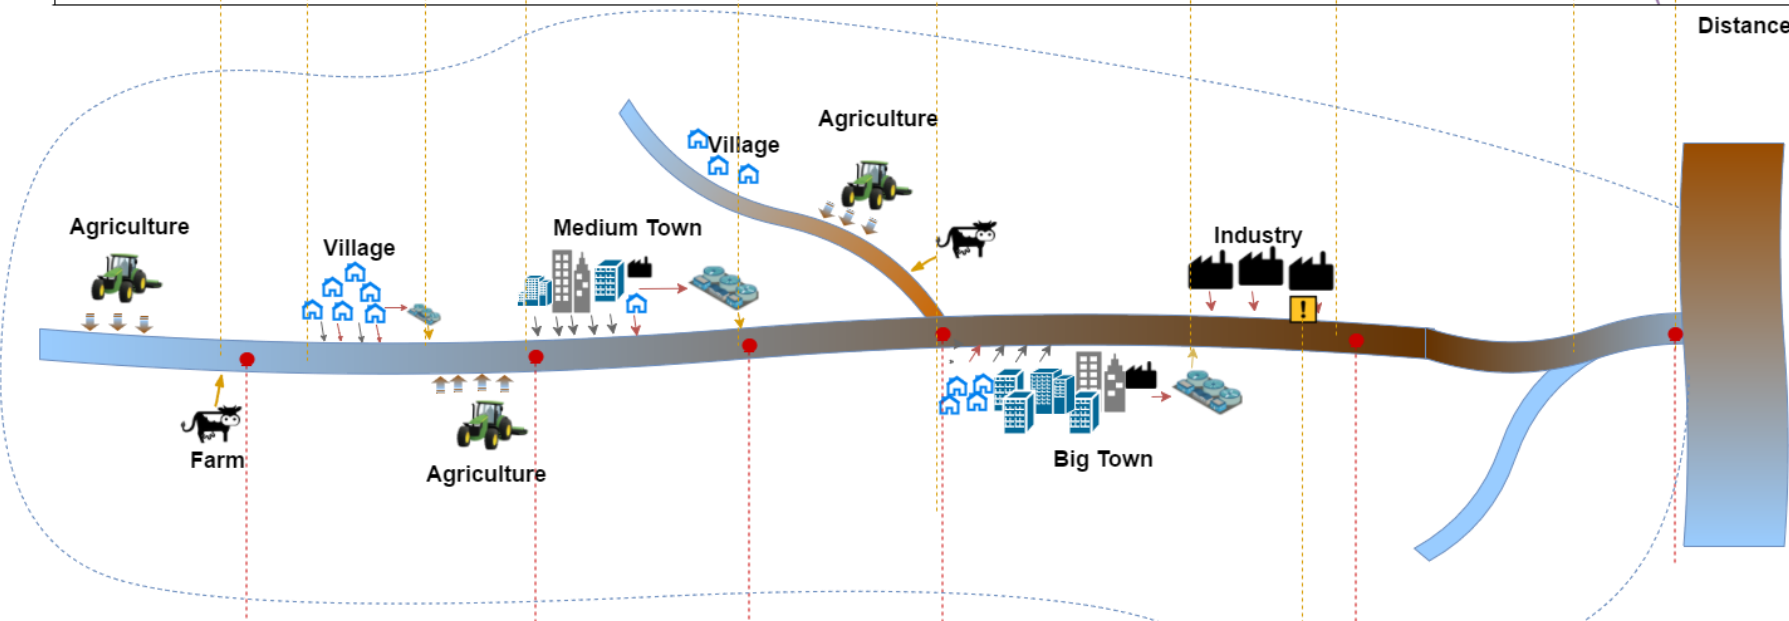 Distance
Agriculture
Village
Agriculture
Village
Medium Town
Industry
!
Farm
Agriculture
Big Town